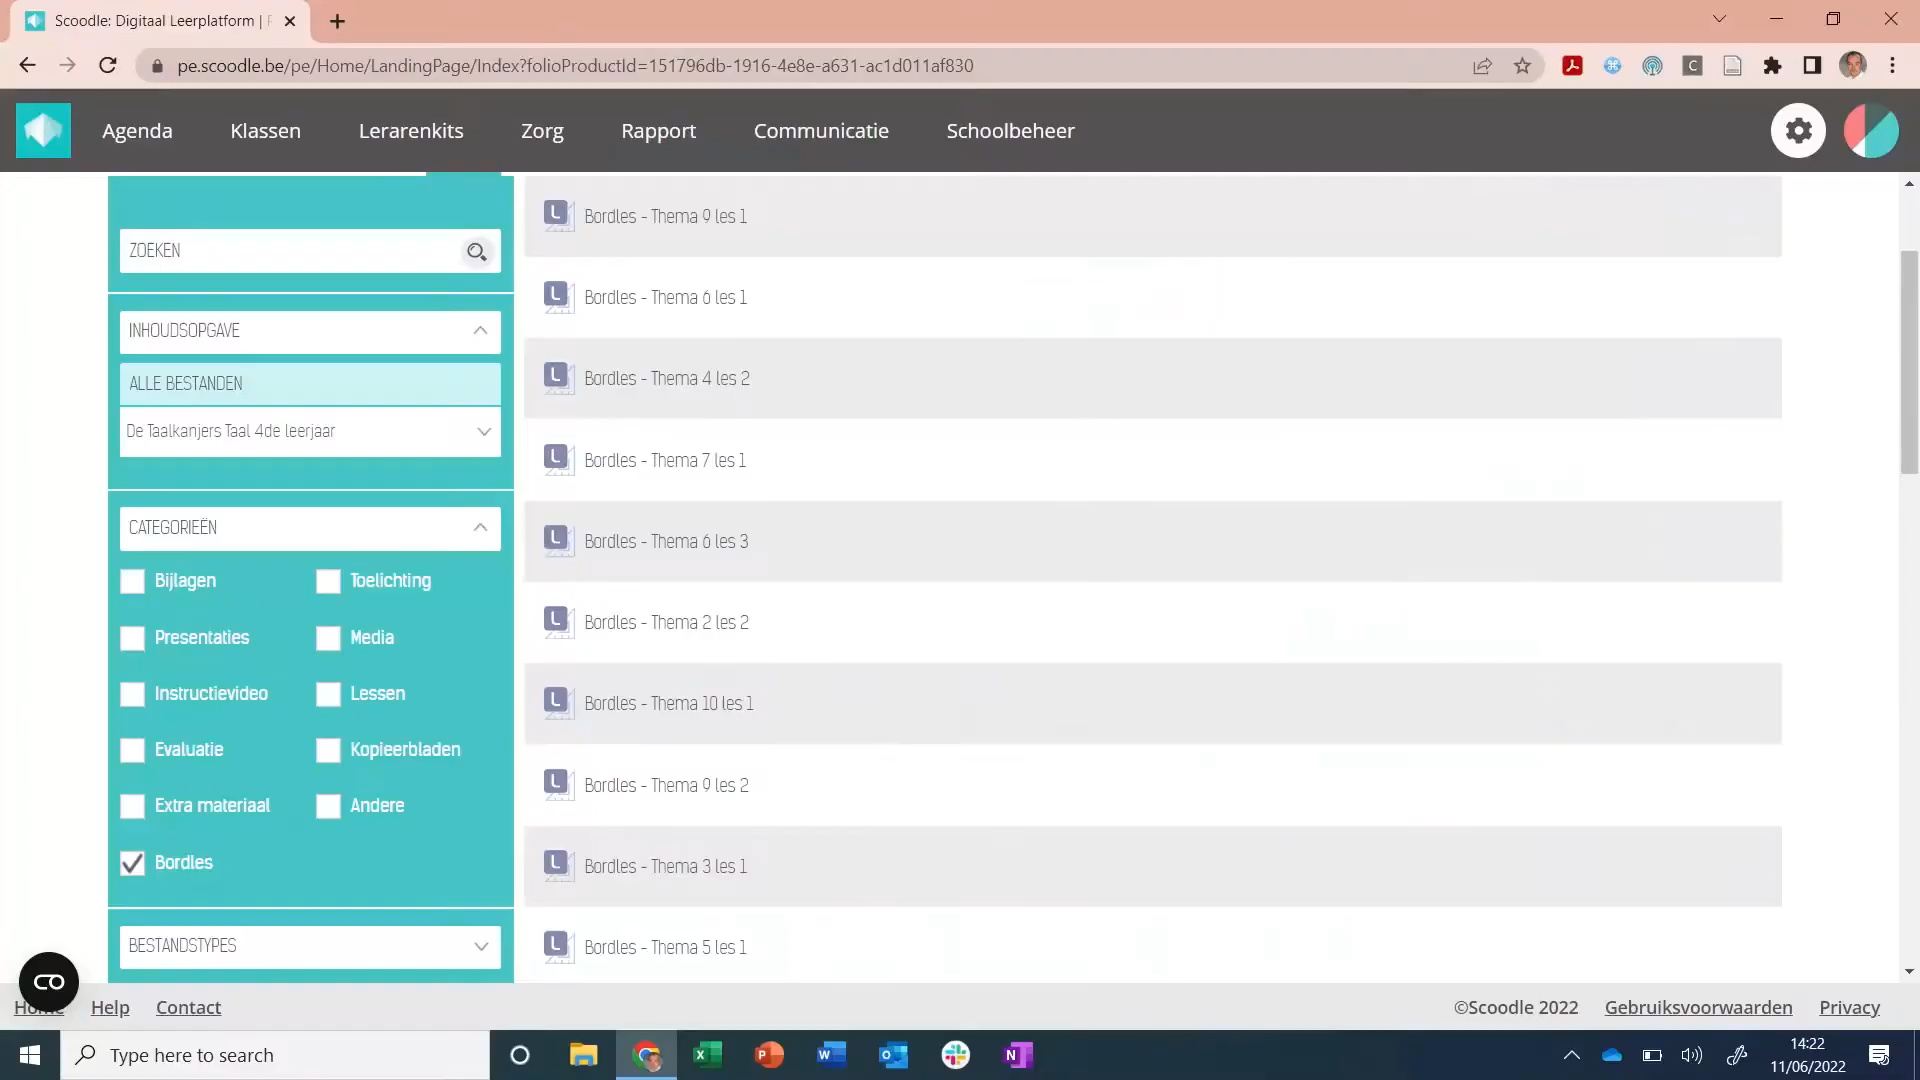 Scoodle: Digitaal Leerplatform |
pe.scoodle.be/pe/Home/LandingPage/Index?folioProductId=151796db-1916-4e8e-a631-ac1d011af830
Agenda Klassen Lerarenkits Zorg Rapport Communicatie Schoolbeheer
ZOEKEN
INHOUDSOPGAVE
ALLE BESTANDEN
De Taalkanjers Taal 4de leerjaar
CATEGORIEËN
Bijlagen Toelichting
Presentaties Media
Instructievideo Lessen
Evaluatie Kopieerbladen
Extra materiaal Andere
Bordles
BESTANDSTYPES
Bordles - Thema 9 les 1
Bordles - Thema 6 les 1
Bordles - Thema 4 les 2
Bordles - Thema 7 les 1
Bordles - Thema 6 les 3
Bordles - Thema 2 les 2
Bordles - Thema 10 les 1
Bordles - Thema 9 les 2
Bordles - Thema 3 les 1
Bordles - Thema 5 les 1
Home Help Contact
©Scoodle 2022 Gebruiksvoorwaarden Privacy
Type here to search
14:22
11/06/2022